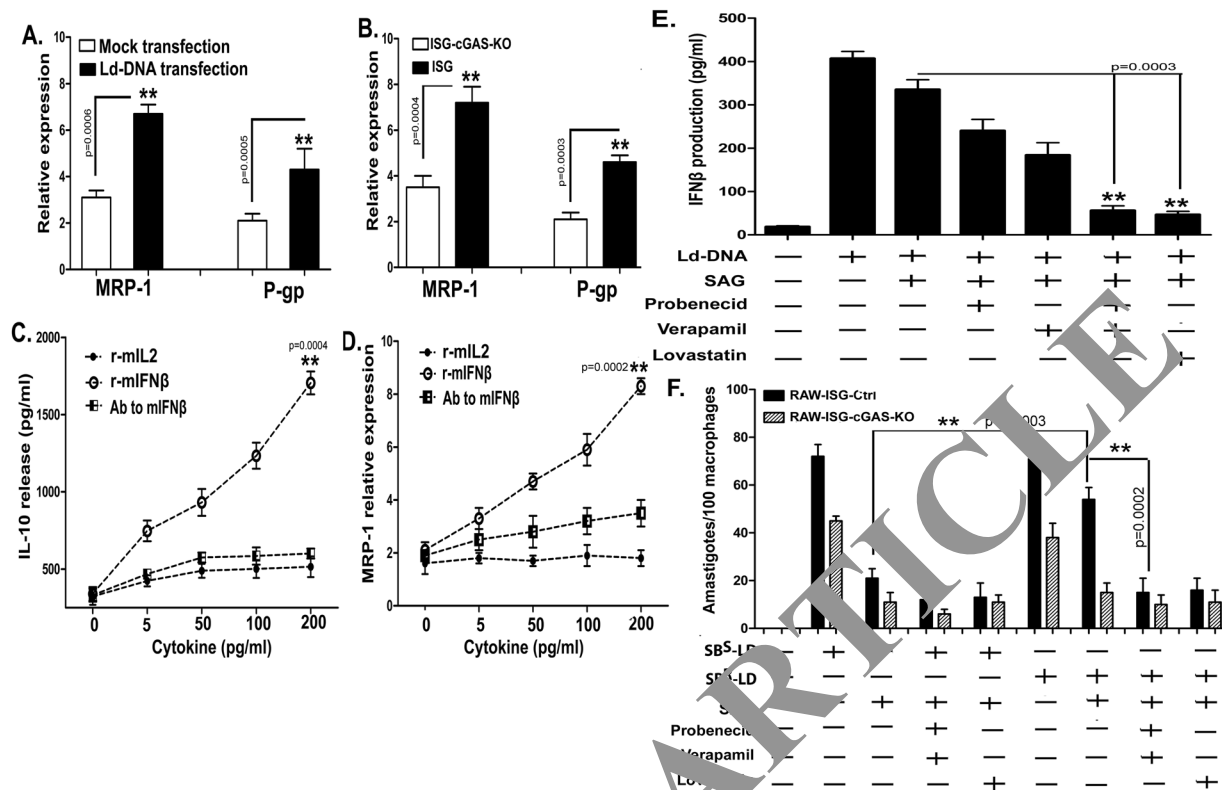 A.
Mock transfection
Ld-DNA transfection
Relative expression
10
8
6
4
2
0
p=0.0006
**
p=0.0005
**
MRP-1
P-gp
B.
ISG-cGAS-KO
ISG
Relative expression
10
8
6
4
2
0
p=0.0004
**
p=0.0003
**
MRP-1
P-gp
C.
r-mIL2
r-mIFNβ
Ab to mIFNβ
IL-10 release (pg/ml)
2000
1500
1000
500
p=0.0004
**
0 5 50 100 200
Cytokine (pg/ml)
D.
r-mIL2
r-mIFNβ
Ab to mIFNβ
MRP-1 relative expression
10
8
6
4
2
0
p=0.0002 **
0 5 50 100 200
Cytokine (pg/ml)
E.
IFNβ production (pg/ml)
500
400
300
200
100
0
p=0.0003
** **
Ld-DNA — + + + + + +
SAG — — + + + + +
Probenecid — — — + — + —
Verapamil — — — — + + —
Lovastatin — — — — — — +
F.
RAW-ISG-Ctrl
RAW-ISG-cGAS-KO
Amastigotes/100 macrophages
100
80
60
40
20
0
**
**
p=0.0002
-LD
-LD
Probenecid
Verapamil
ARTICLE